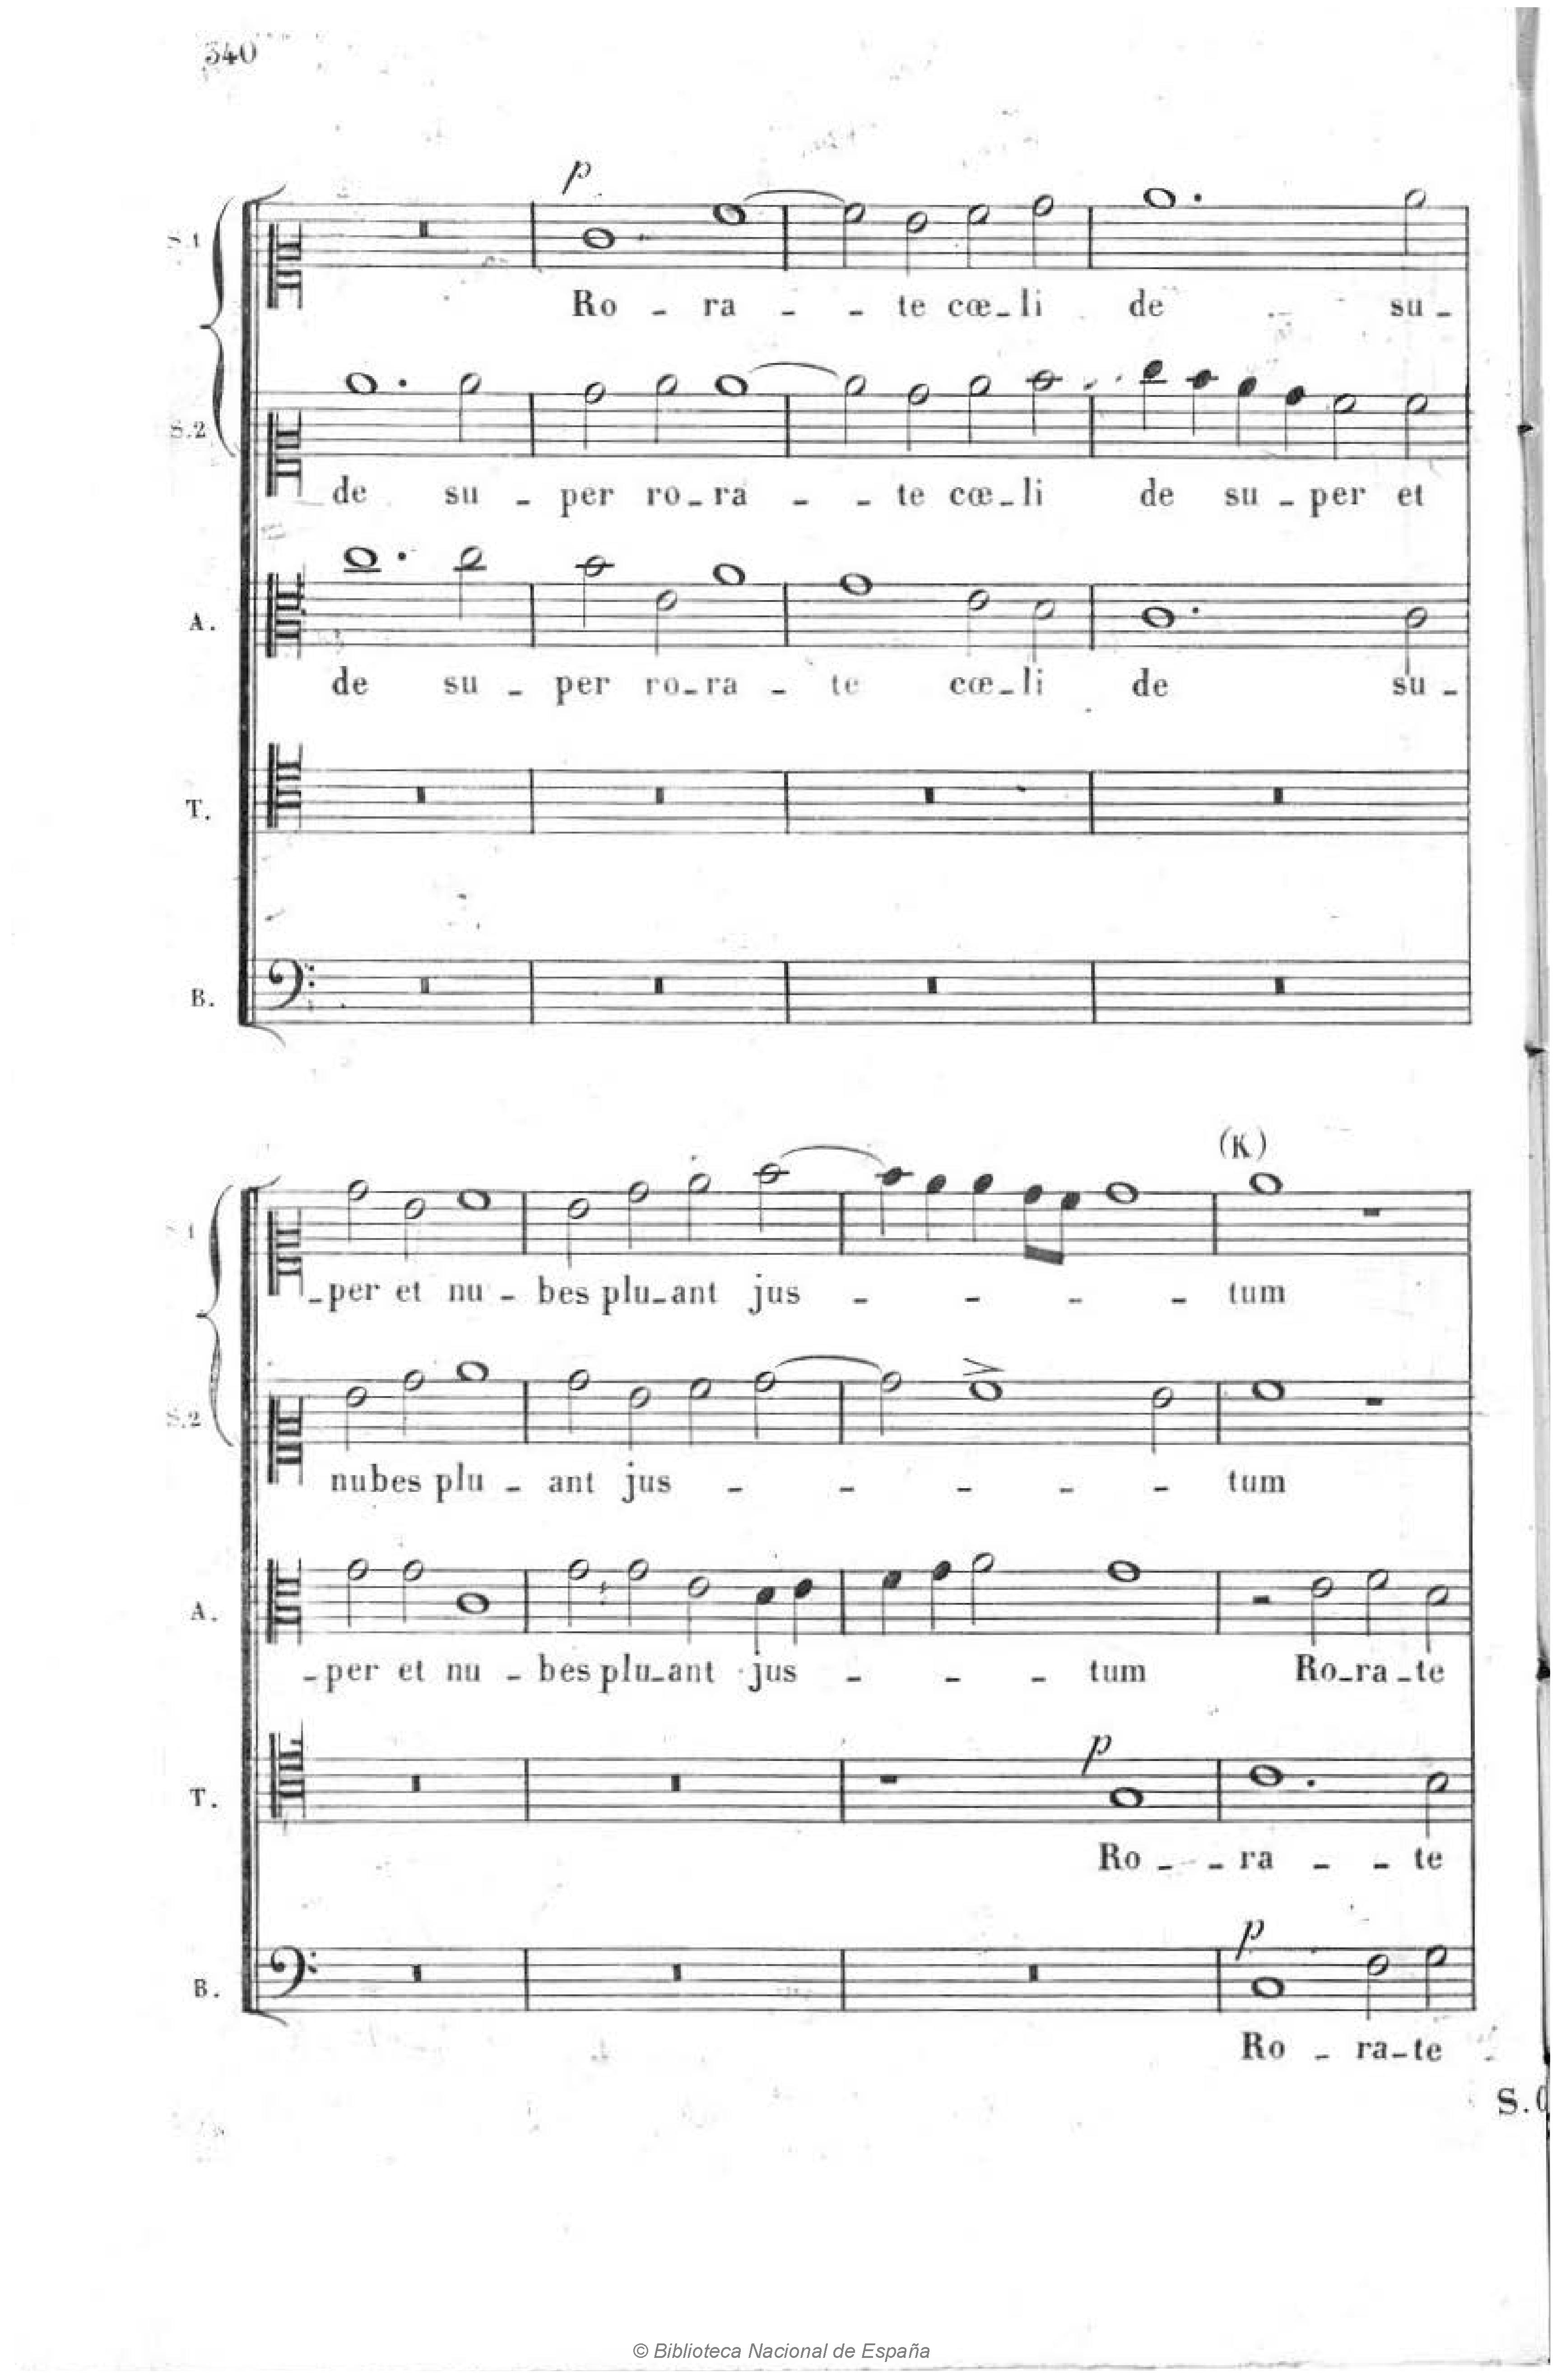 340
p
S.1
Ro - ra - - te cœ - li de su -
S.2
de su - per ro - ra - - te cœ - li de su - per et
A.
de su - per ro - ra - te cœ - li de su -
T.
B.
(K)
1
- per et nu - bes plu - ant jus - - - - tum
S.2
nubes plu - ant jus - - - - - tum
A.
- per et nu - bes plu - ant jus - - - tum Ro - ra - te
p
T.
Ro - - ra - - te
p
B.
Ro - ra - te
S.
© Biblioteca Nacional de España